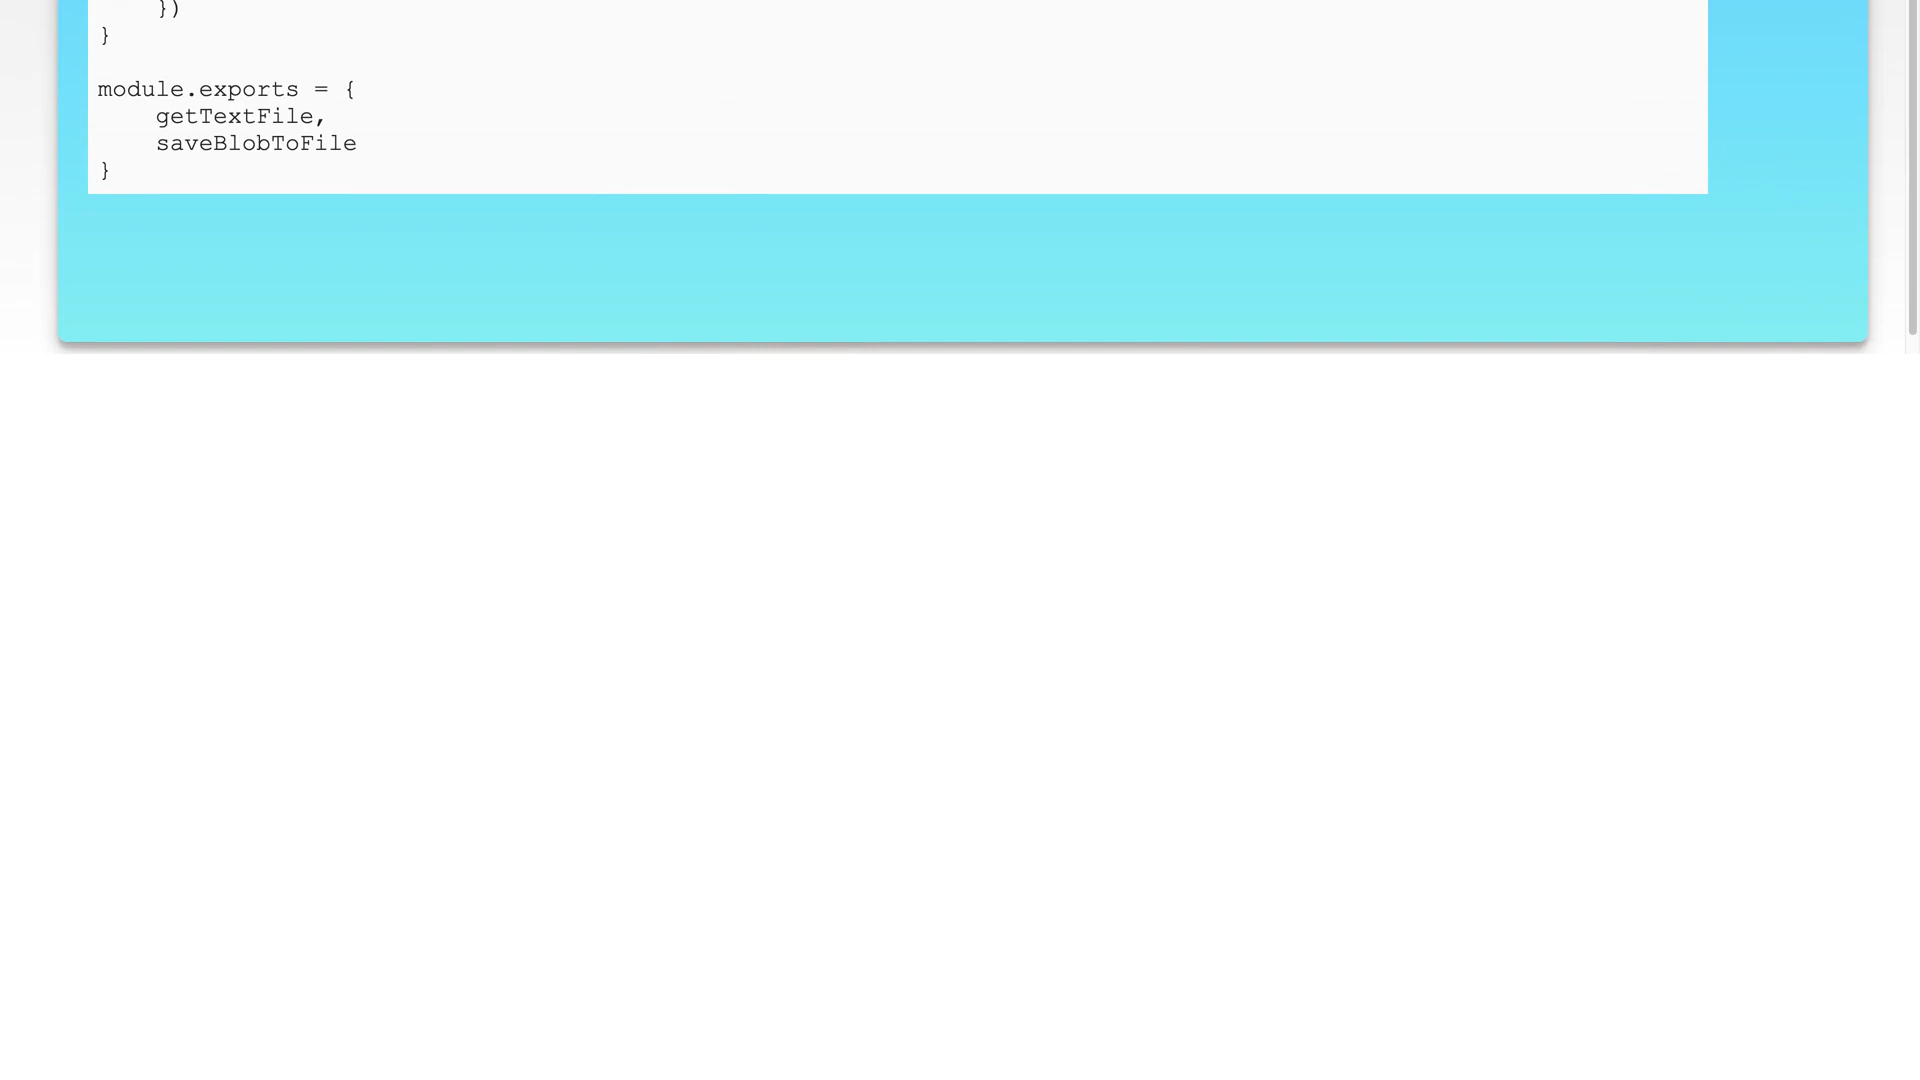 })
}

module.exports = {
    getTextFile,
    saveBlobToFile
}